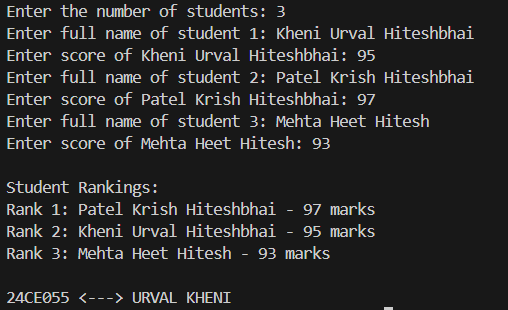 Enter the number of students: 3
Enter full name of student 1: Kheni Urval Hiteshbhai
Enter score of Kheni Urval Hiteshbhai: 95
Enter full name of student 2: Patel Krish Hiteshbhai
Enter score of Patel Krish Hiteshbhai: 97
Enter full name of student 3: Mehta Heet Hitesh
Enter score of Mehta Heet Hitesh: 93

Student Rankings:
Rank 1: Patel Krish Hiteshbhai - 97 marks
Rank 2: Kheni Urval Hiteshbhai - 95 marks
Rank 3: Mehta Heet Hitesh - 93 marks

24CE055 <---> URVAL KHENI